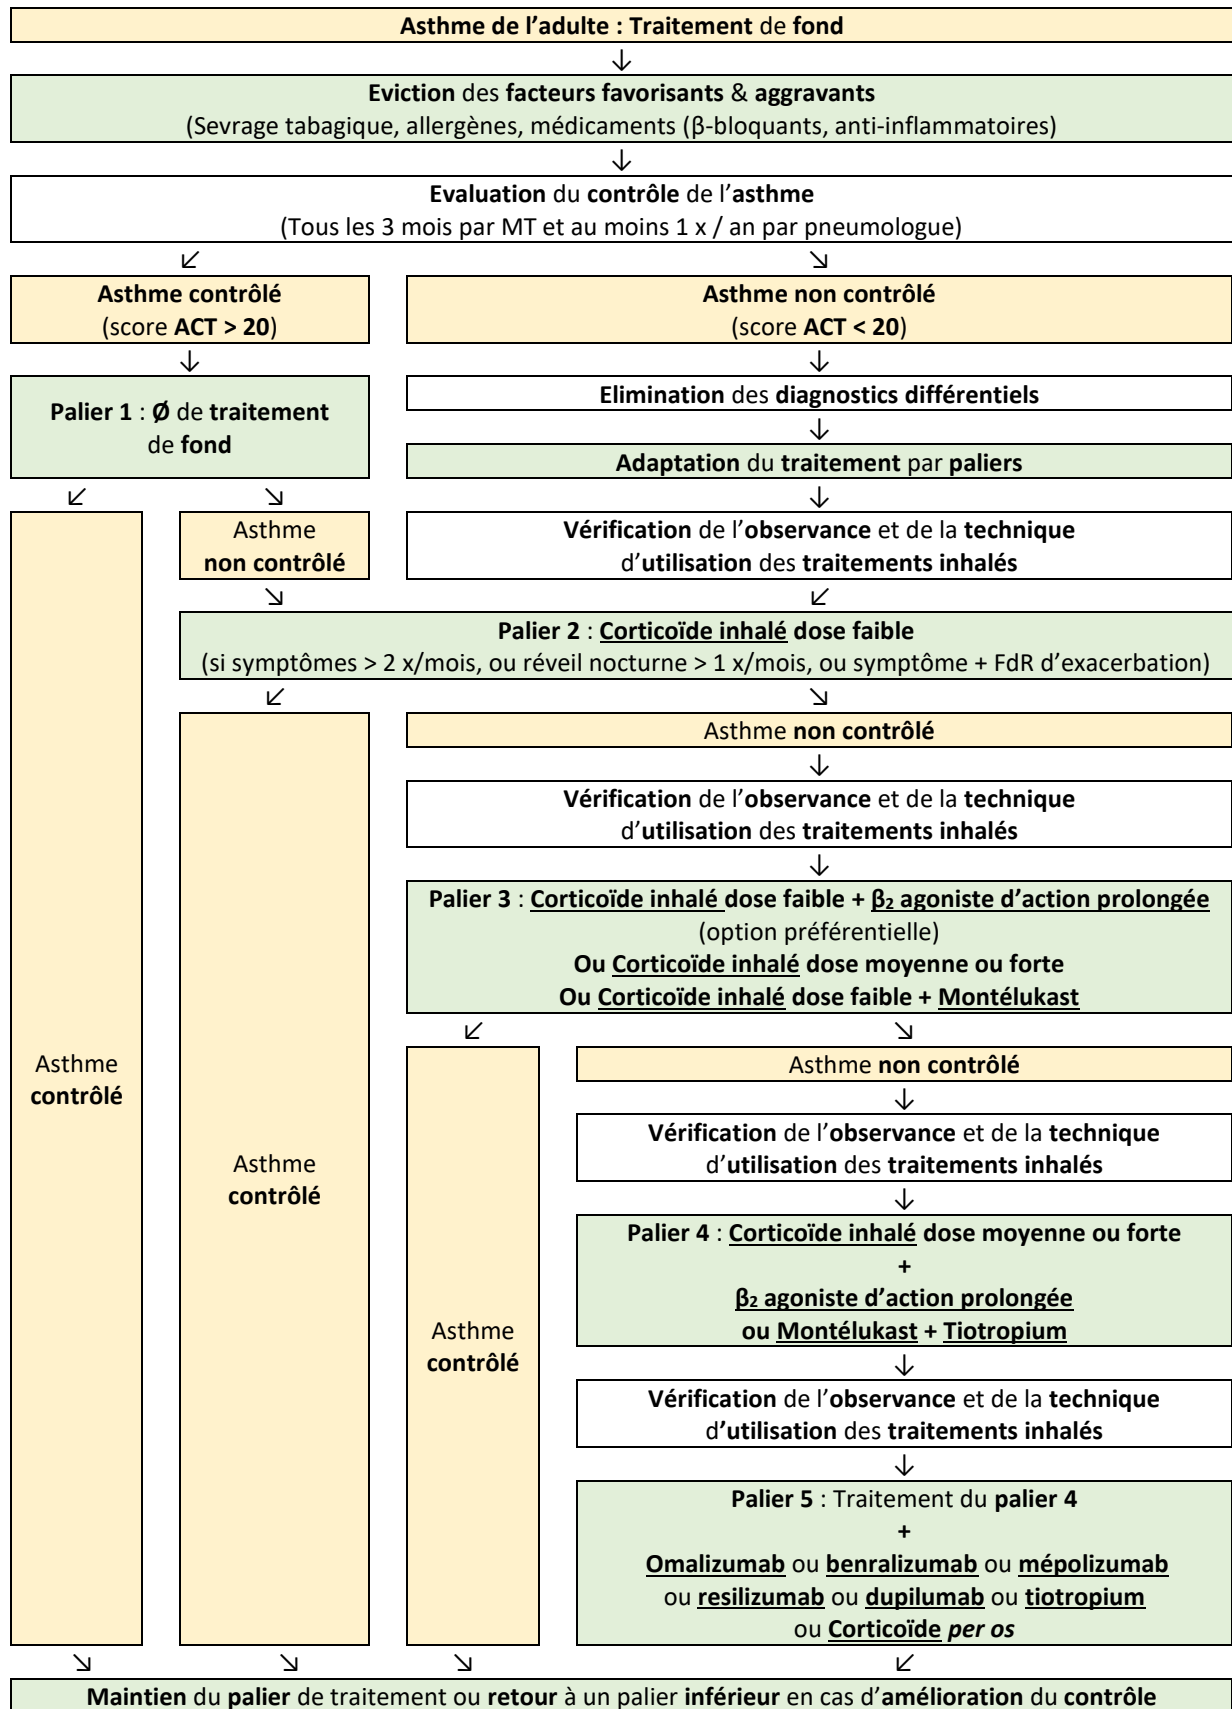 Asthme de l'adulte : Traitement de fond
↓
Eviction des facteurs favorisants & aggravants
(Sevrage tabagique, allergènes, médicaments (β-bloquants, anti-inflammatoires)
↓
Evaluation du contrôle de l'asthme
(Tous les 3 mois par MT et au moins 1 x / an par pneumologue)
↙ ↘
Asthme contrôlé
(score ACT > 20)
Asthme non contrôlé
(score ACT < 20)
↓ ↓
Palier 1 : Ø de traitement
de fond
Elimination des diagnostics différentiels
↓
Adaptation du traitement par paliers
↙ ↘ ↓
Asthme
non contrôlé
Vérification de l'observance et de la technique
d'utilisation des traitements inhalés
↘ ↙
Palier 2 : Corticoïde inhalé dose faible
(si symptômes > 2 x/mois, ou réveil nocturne > 1 x/mois, ou symptôme + FdR d'exacerbation)
↙ ↘
Asthme non contrôlé
↓
Vérification de l'observance et de la technique
d'utilisation des traitements inhalés
↓
Palier 3 : Corticoïde inhalé dose faible + β₂ agoniste d'action prolongée
(option préférentielle)
Ou Corticoïde inhalé dose moyenne ou forte
Ou Corticoïde inhalé dose faible + Montélukast
↙ ↘
Asthme
contrôlé
Asthme non contrôlé
↓
Vérification de l'observance et de la technique
d'utilisation des traitements inhalés
Asthme
contrôlé
↓
Palier 4 : Corticoïde inhalé dose moyenne ou forte
+
β₂ agoniste d'action prolongée
ou Montélukast + Tiotropium
Asthme
contrôlé
↓
Vérification de l'observance et de la technique
d'utilisation des traitements inhalés
↓
Palier 5 : Traitement du palier 4
+
Omalizumab ou benralizumab ou mépolizumab
ou resilizumab ou dupilumab ou tiotropium
ou Corticoïde per os
↘ ↘ ↘ ↙
Maintien du palier de traitement ou retour à un palier inférieur en cas d'amélioration du contrôle